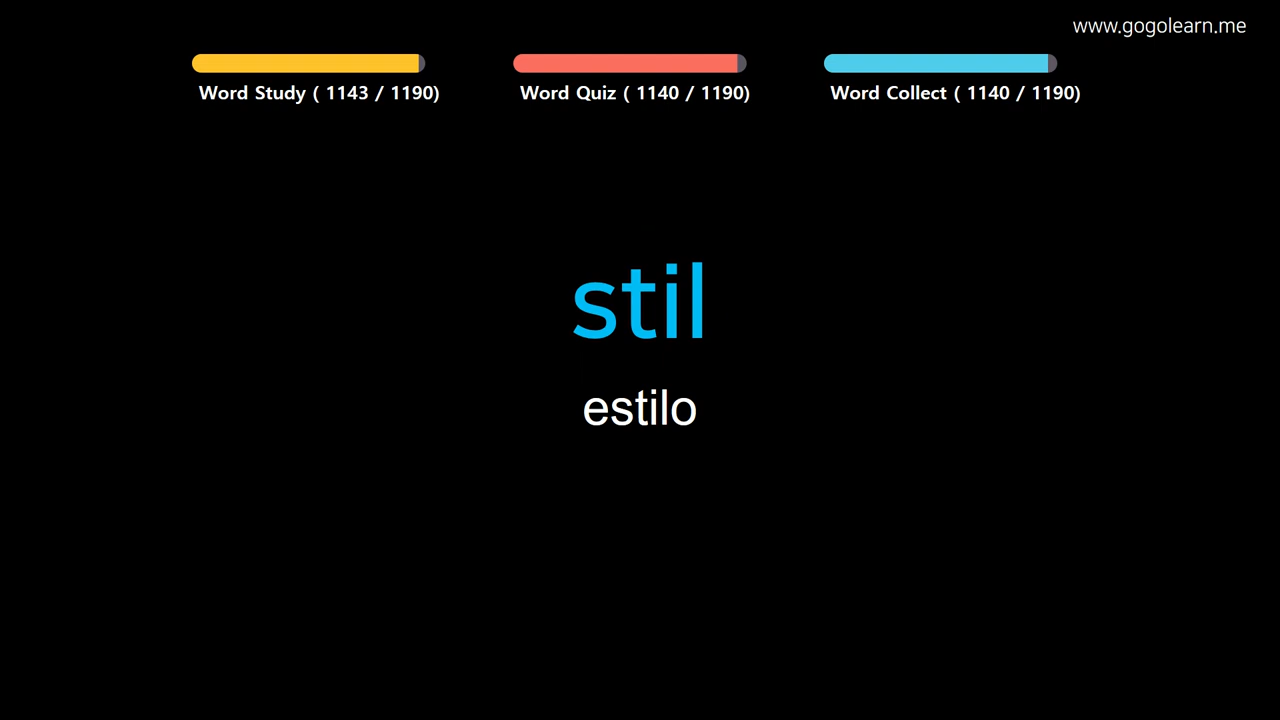 www.gogolearn.me
Word Study ( 1143 / 1190)
Word Quiz ( 1140 / 1190)
Word Collect ( 1140 / 1190)
stil
estilo